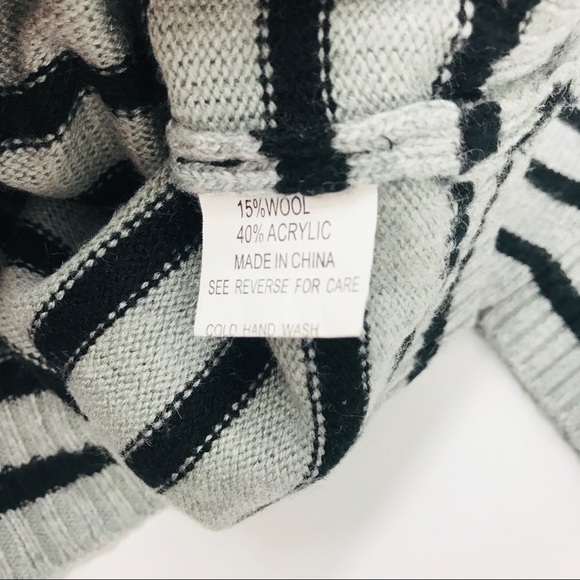 15%WOOL
40% ACRYLIC
MADE IN CHINA
SEE REVERSE FOR CARE
COLD HAND WASH